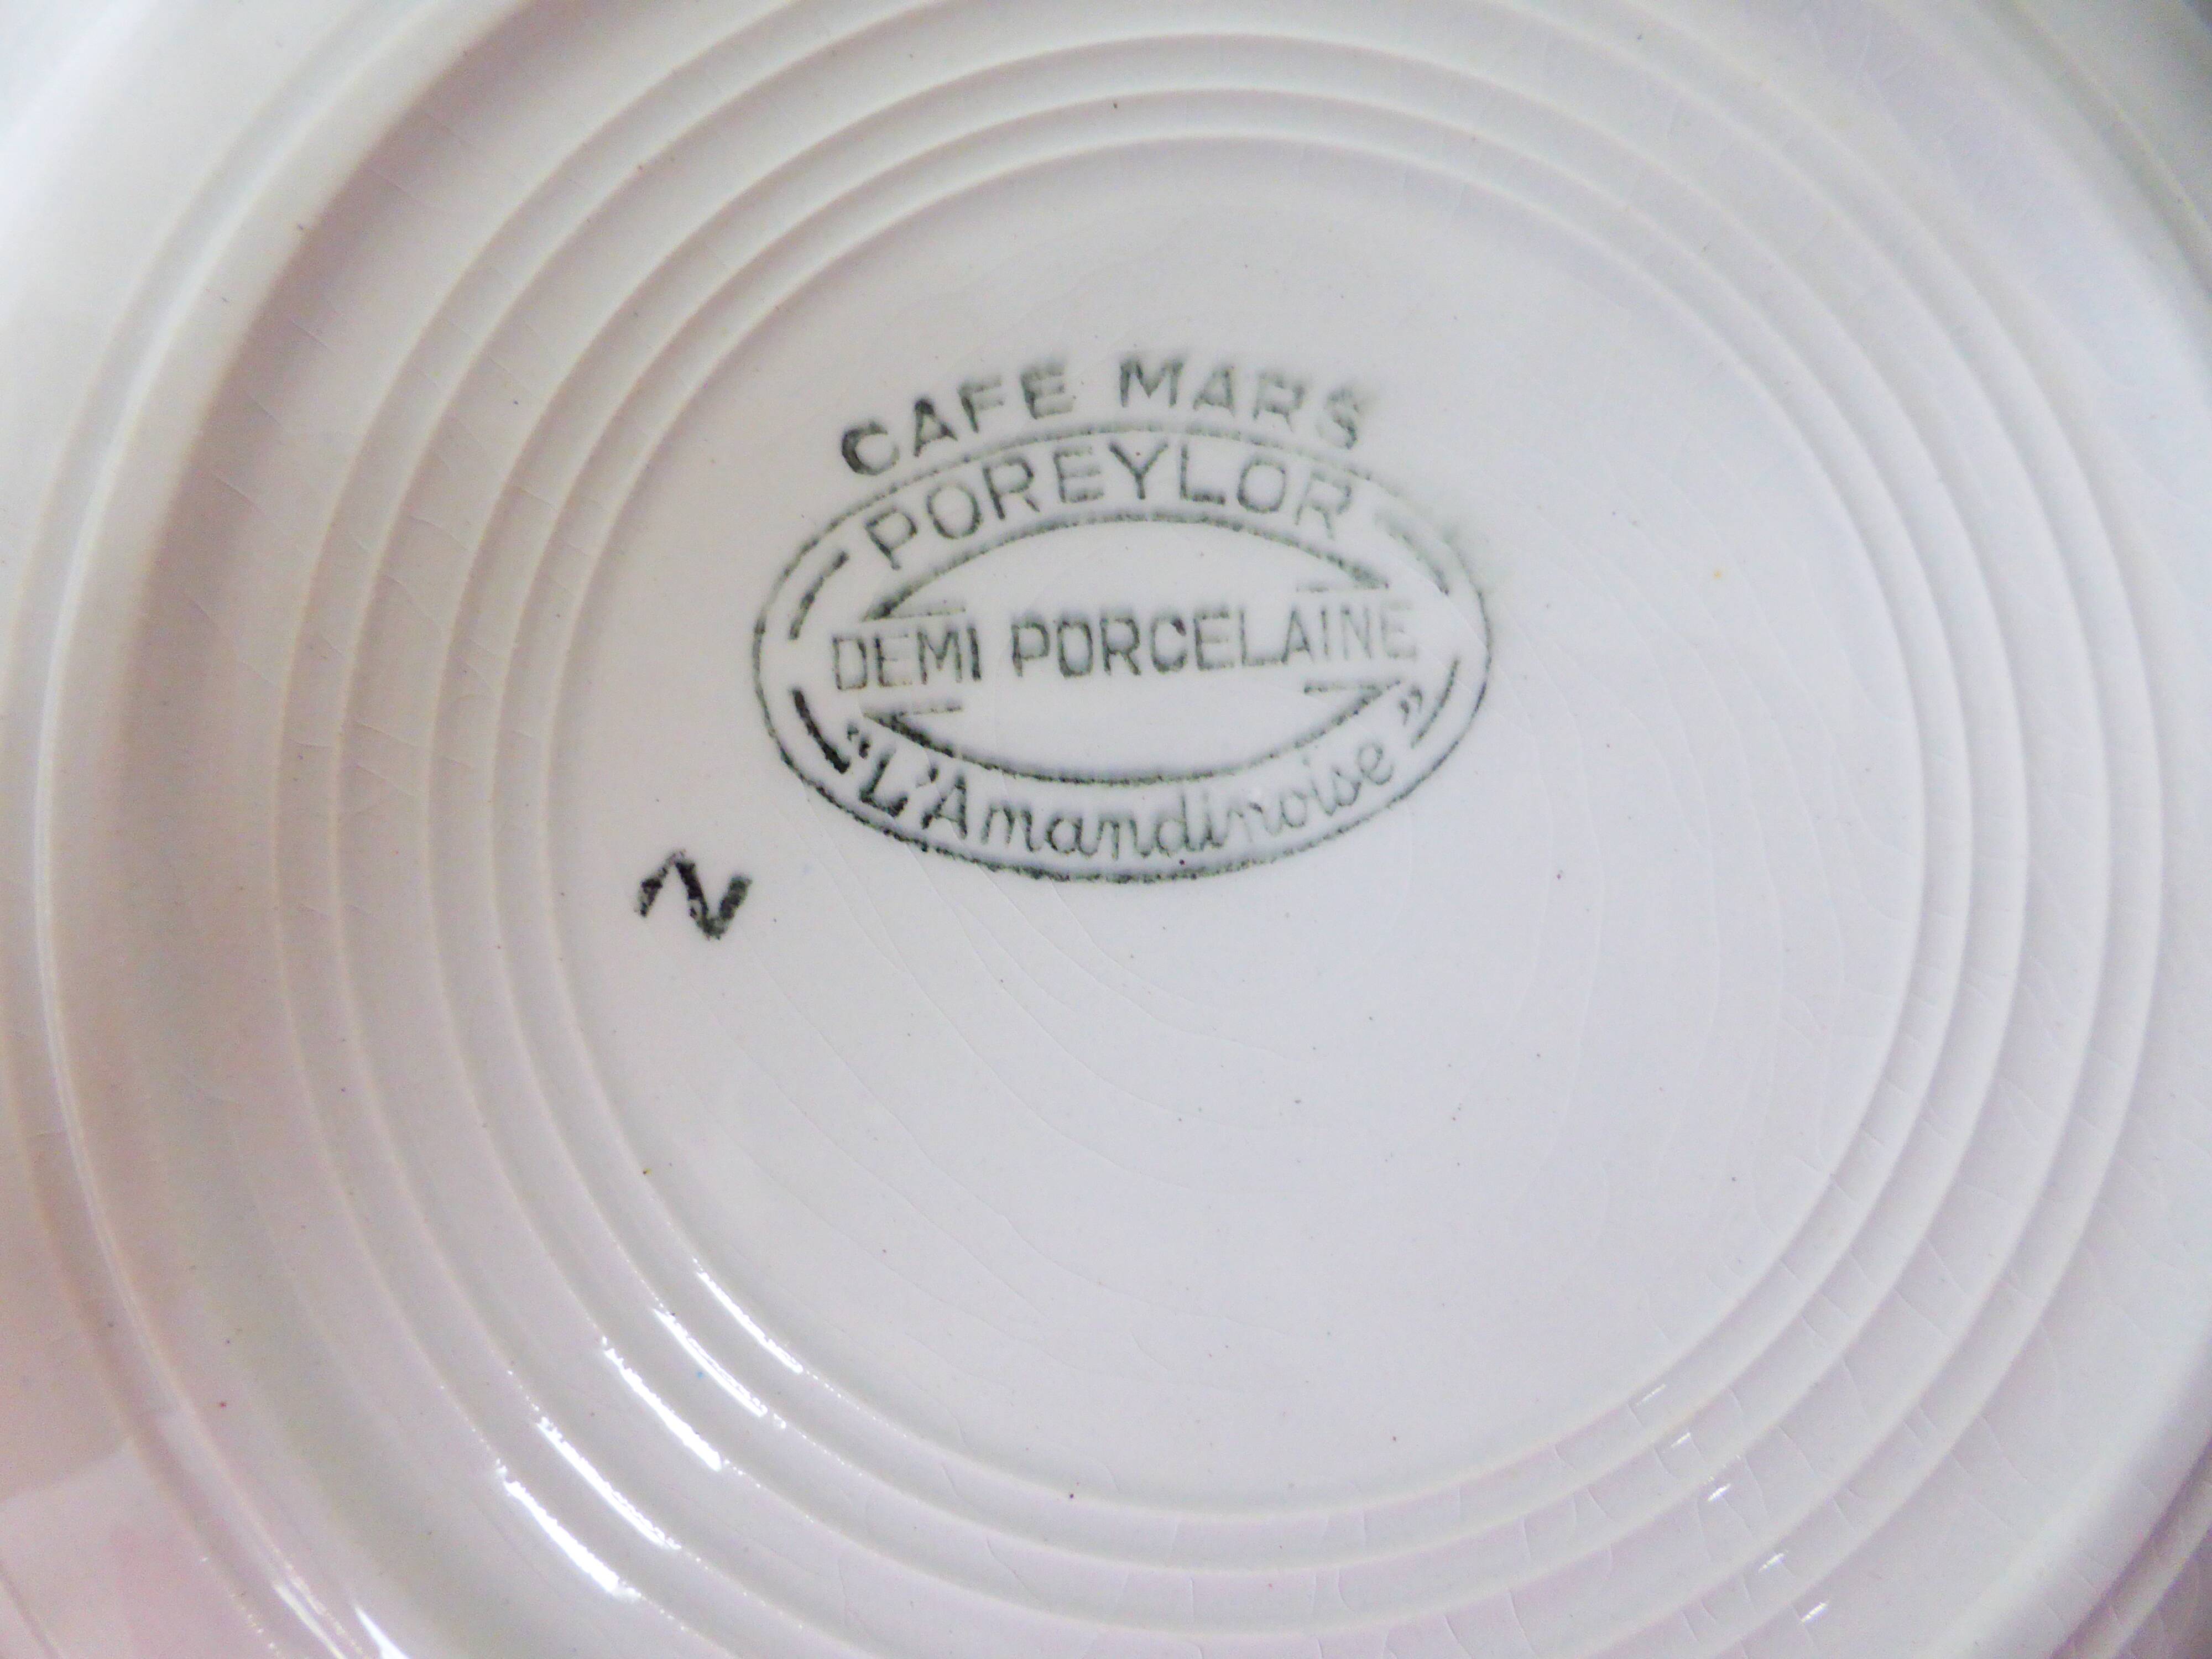 CAFE MARS
POREYLOR
DEMI PORCELAINE
"L'Amandinoise"
N